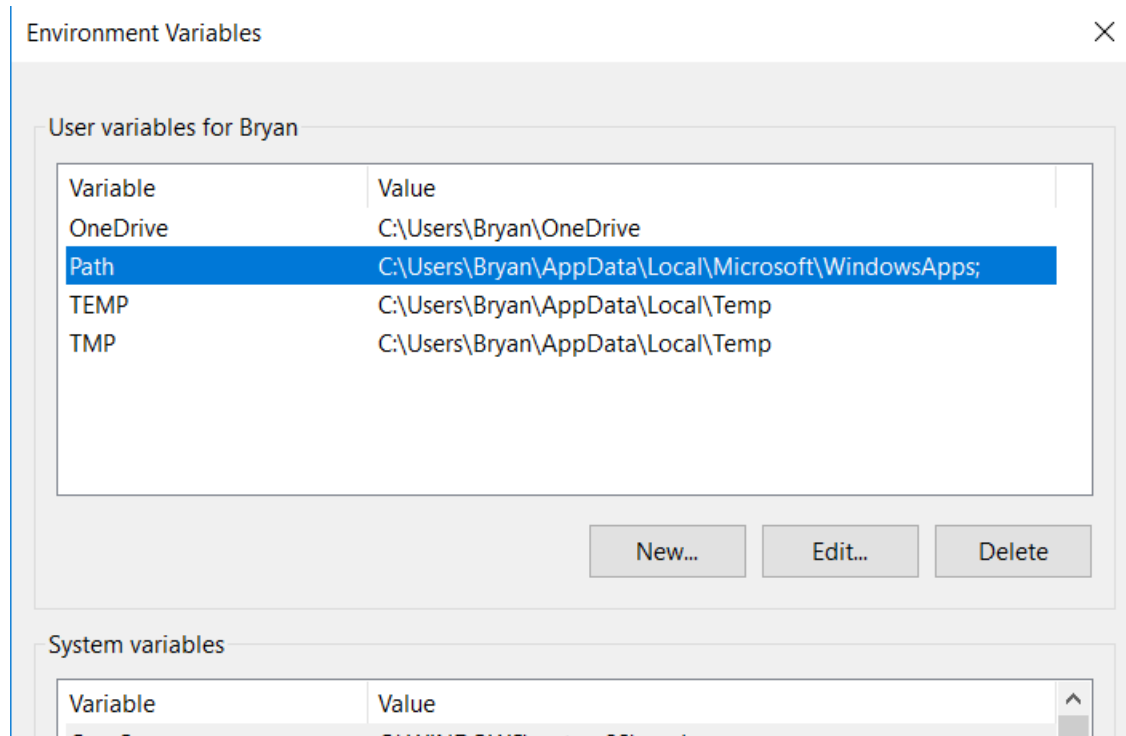 Environment Variables
User variables for Bryan
Variable Value
OneDrive C:\Users\Bryan\OneDrive
Path C:\Users\Bryan\AppData\Local\Microsoft\WindowsApps;
TEMP C:\Users\Bryan\AppData\Local\Temp
TMP C:\Users\Bryan\AppData\Local\Temp
New... Edit... Delete
System variables
Variable Value